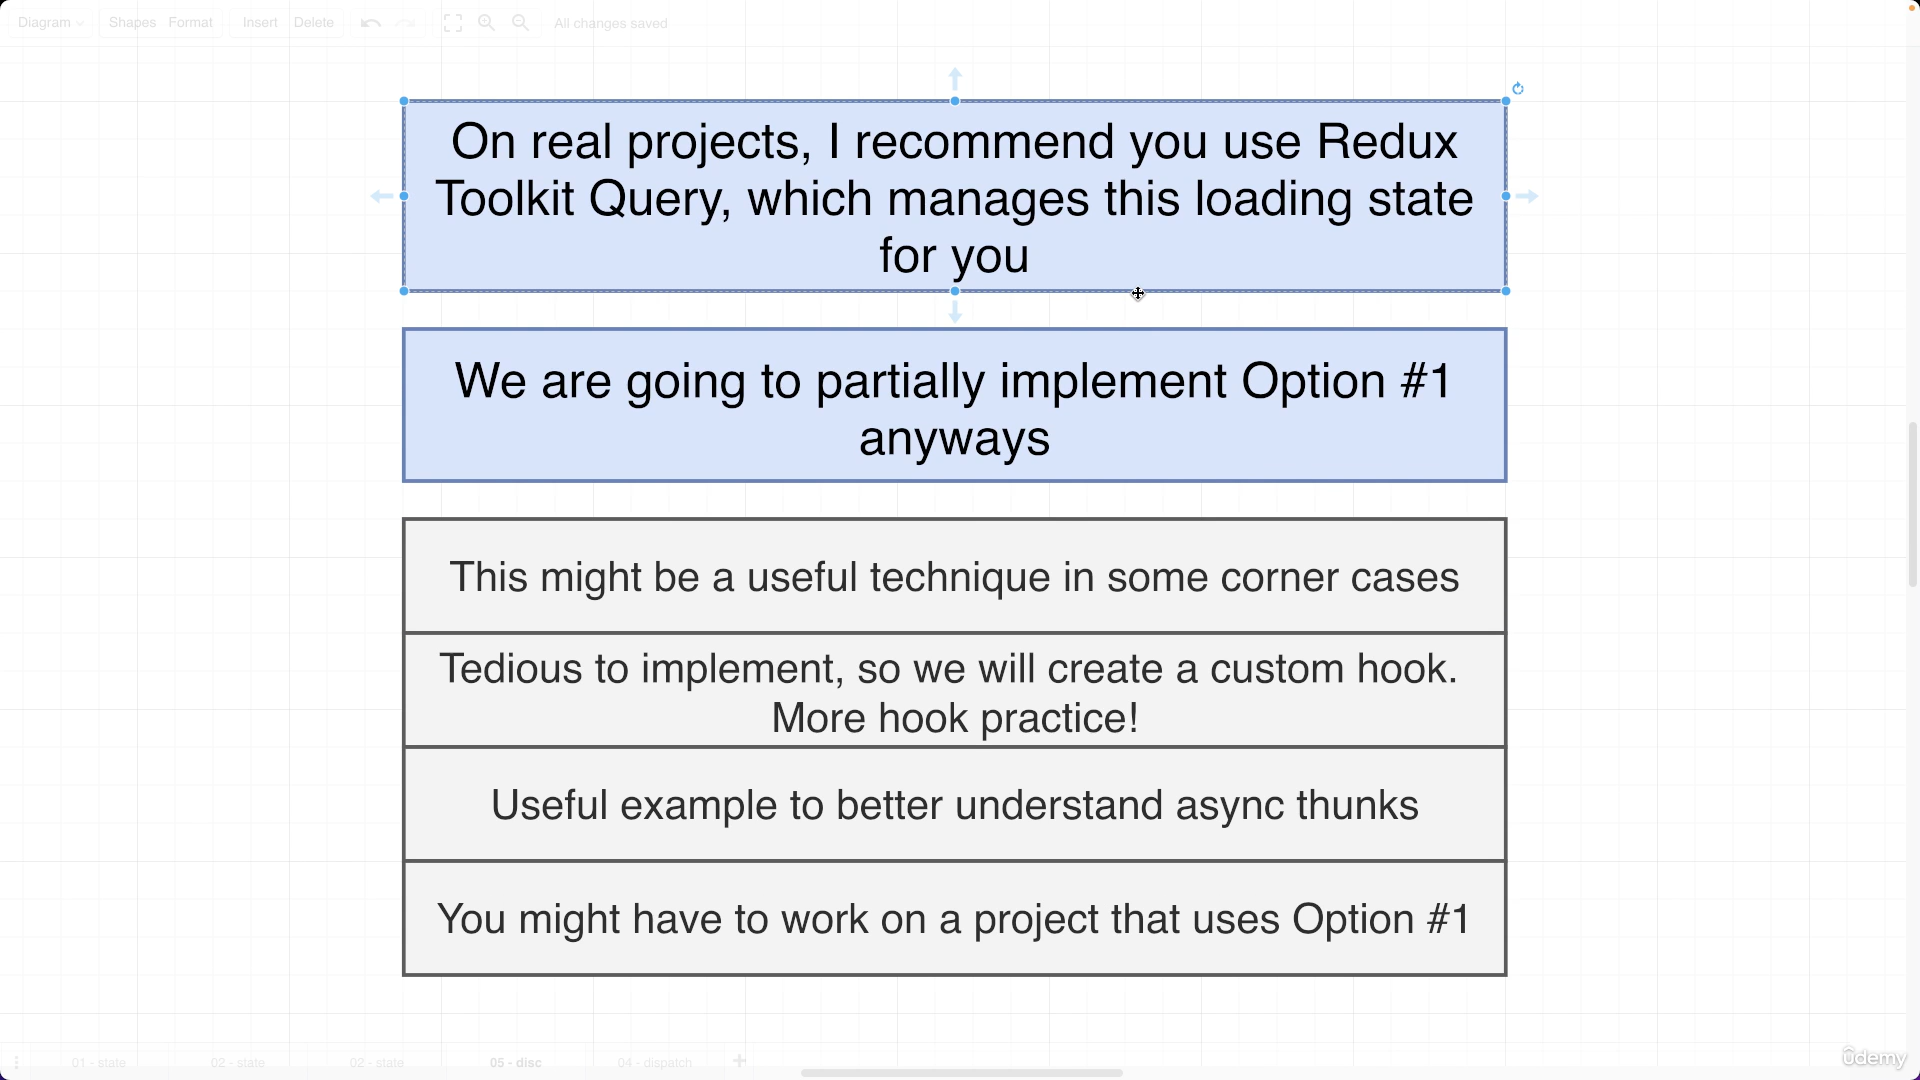 Diagram Shapes Format Insert Delete All changes saved
On real projects, I recommend you use Redux
Toolkit Query, which manages this loading state
for you
We are going to partially implement Option #1
anyways
This might be a useful technique in some corner cases
Tedious to implement, so we will create a custom hook.
More hook practice!
Useful example to better understand async thunks
You might have to work on a project that uses Option #1
01 - state 02 - state 02 - state 05 - disc 04 - dispatch
ûdemy